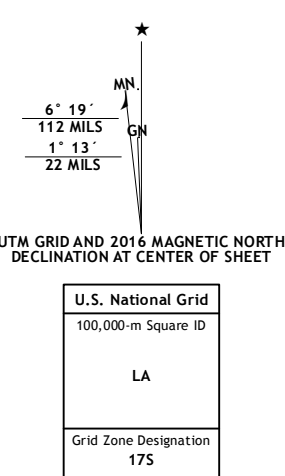 ★
MN.
6° 19´
112 MILS
GN
1° 13´
22 MILS
UTM GRID AND 2016 MAGNETIC NORTH
DECLINATION AT CENTER OF SHEET
U.S. National Grid
100,000-m Square ID
LA
Grid Zone Designation
17S